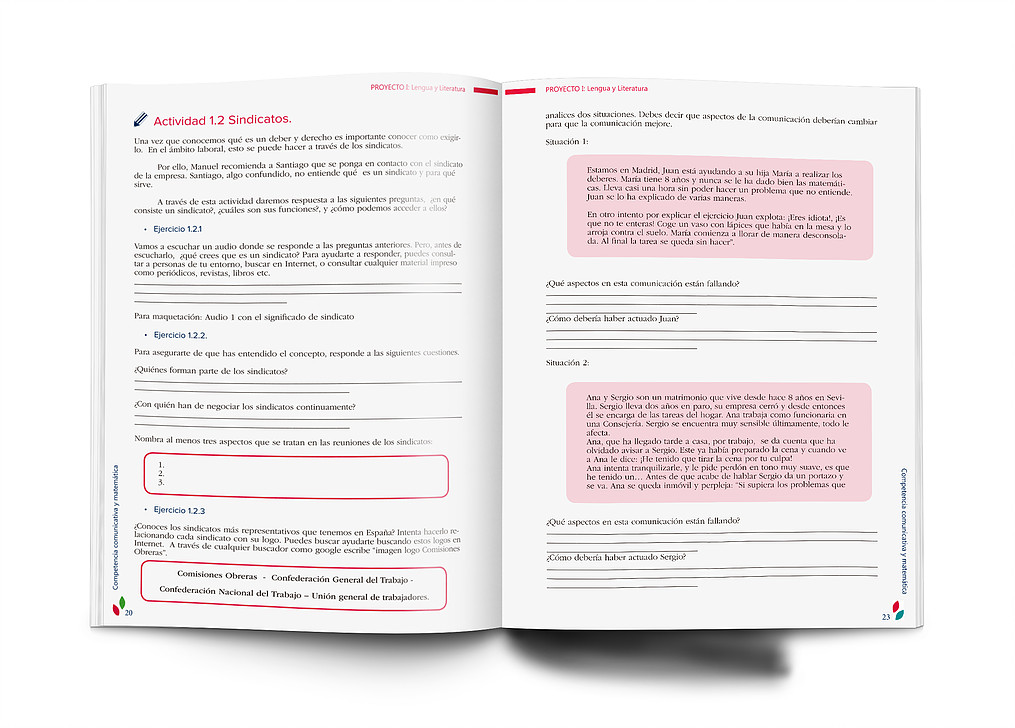 PROYECTO I: Lengua y Literatura
Actividad 1.2 Sindicatos.
Una vez que conocemos qué es un deber y derecho es importante conocer como exigir-
lo. En el ámbito laboral, esto se puede hacer a través de los sindicatos.
Por ello, Manuel recomienda a Santiago que se ponga en contacto con el sindicato
de la empresa. Santiago, algo confundido, no entiende qué es un sindicato y para qué
sirve.
A través de esta actividad daremos respuesta a las siguientes preguntas, ¿en qué
consiste un sindicato?, ¿cuáles son sus funciones?, y ¿cómo podemos acceder a ellos?
• Ejercicio 1.2.1
Vamos a escuchar un audio donde se responde a las preguntas anteriores. Pero, antes de
escucharlo, ¿qué crees que es un sindicato? Para ayudarte a responder, puedes consul-
tar a personas de tu entorno, buscar en Internet, o consultar cualquier material impreso
como periódicos, revistas, libros etc.
Para maquetación: Audio 1 con el significado de sindicato
• Ejercicio 1.2.2.
Para asegurarte de que has entendido el concepto, responde a las siguientes cuestiones.
¿Quiénes forman parte de los sindicatos?
¿Con quién han de negociar los sindicatos continuamente?
Nombra al menos tres aspectos que se tratan en las reuniones de los sindicatos:
1.
2.
3.
• Ejercicio 1.2.3
¿Conoces los sindicatos más representativos que tenemos en España? Intenta hacerlo re-
lacionando cada sindicato con su logo. Puedes buscar ayudarte buscando estos logos en
Internet. A través de cualquier buscador como google escribe "imagen logo Comisiones
Obreras".
Comisiones Obreras - Confederación General del Trabajo -
Confederación Nacional del Trabajo – Unión general de trabajadores.
Competencia comunicativa y matemática
20
PROYECTO I: Lengua y Literatura
analices dos situaciones. Debes decir que aspectos de la comunicación deberían cambiar
para que la comunicación mejore.
Situación 1:
Estamos en Madrid, Juan está ayudando a su hija María a realizar los
deberes. María tiene 8 años y nunca se le ha dado bien las matemáti-
cas. Lleva casi una hora sin poder hacer un problema que no entiende.
Juan se lo ha explicado de varias maneras.
En otro intento por explicar el ejercicio Juan explota: ¡Eres idiota!, ¡Es
que no te enteras! Coge un vaso con lápices que había en la mesa y lo
arroja contra el suelo. María comienza a llorar de manera desconsola-
da. Al final la tarea se queda sin hacer".
¿Qué aspectos en esta comunicación están fallando?
¿Cómo debería haber actuado Juan?
Situación 2:
Ana y Sergio son un matrimonio que vive desde hace 8 años en Sevi-
lla. Sergio lleva dos años en paro, su empresa cerró y desde entonces
él se encarga de las tareas del hogar. Ana trabaja como funcionaria en
una Consejería. Sergio se encuentra muy sensible últimamente, todo le
afecta.
Ana, que ha llegado tarde a casa, por trabajo, se da cuenta que ha
olvidado avisar a Sergio. Este ya había preparado la cena y cuando ve
a Ana le dice: ¡He tenido que tirar la cena por tu culpa!
Ana intenta tranquilizarle, y le pide perdón en tono muy suave, es que
he tenido un... Antes de que acabe de hablar Sergio da un portazo y
se va. Ana se queda inmóvil y perpleja: "Si supiera los problemas que
¿Qué aspectos en esta comunicación están fallando?
¿Cómo debería haber actuado Sergio?
Competencia comunicativa y matemática
23